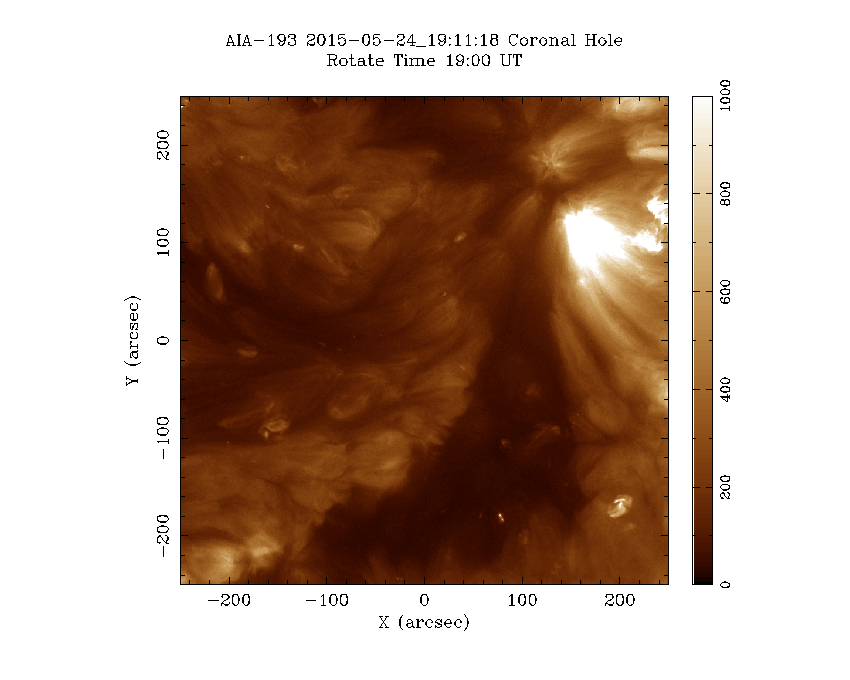 AIA-193 2015-05-24_19:11:18 Coronal Hole
Rotate Time 19:00 UT
1000
800
600
400
200
0
200
100
0
-100
-200
Y (arcsec)
-200 -100 0 100 200
X (arcsec)